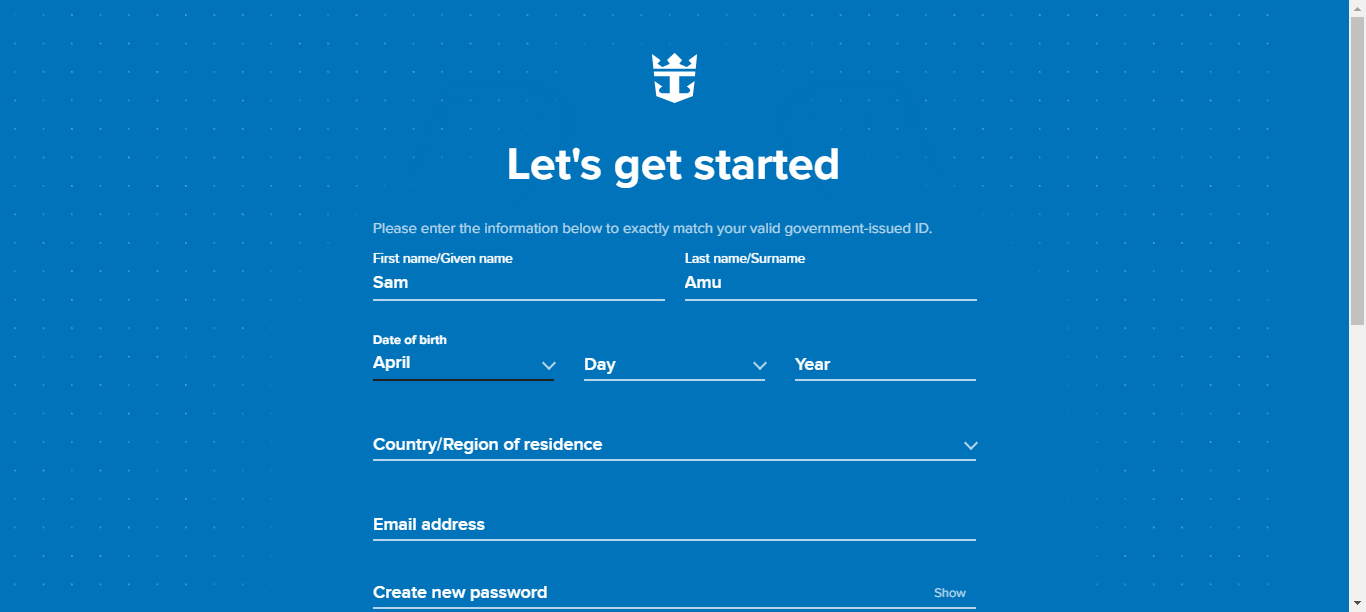 Let's get started
Please enter the information below to exactly match your valid government-issued ID.
First name/Given name Last name/Surname
Sam Amu
Date of birth
April Day Year
Country/Region of residence
Email address
Create new password Show